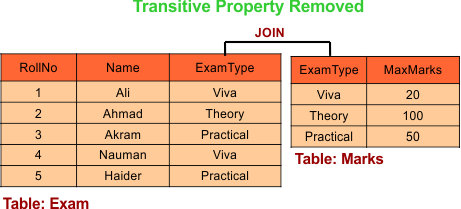 Transitive Property Removed
JOIN
RollNo Name ExamType
1 Ali Viva
2 Ahmad Theory
3 Akram Practical
4 Nauman Viva
5 Haider Practical
Table: Exam
ExamType MaxMarks
Viva 20
Theory 100
Practical 50
Table: Marks